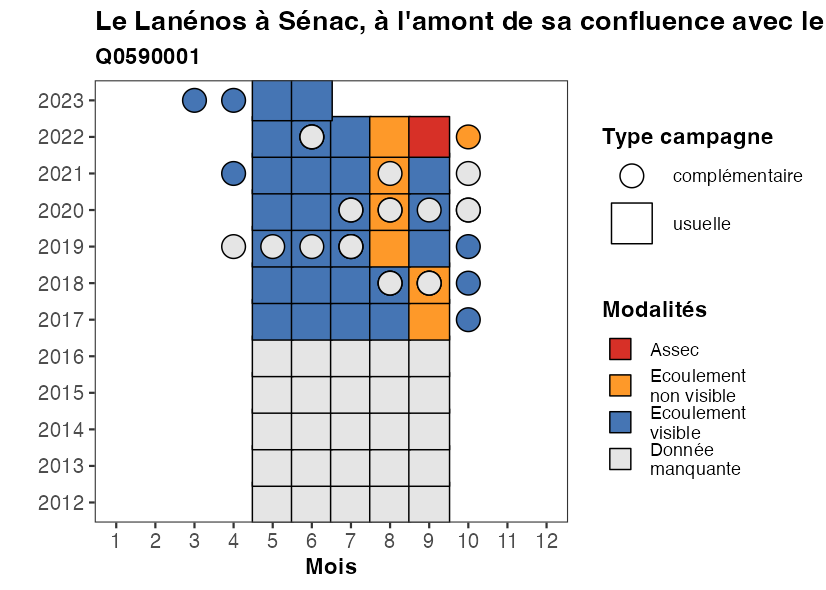 Le Lanénos à Sénac, à l'amont de sa confluence avec le
Q0590001
2023
2022
2021
2020
2019
2018
2017
2016
2015
2014
2013
2012
1 2 3 4 5 6 7 8 9 10 11 12
Mois
Type campagne
complémentaire
usuelle
Modalités
Assec
Ecoulement
non visible
Ecoulement
visible
Donnée
manquante